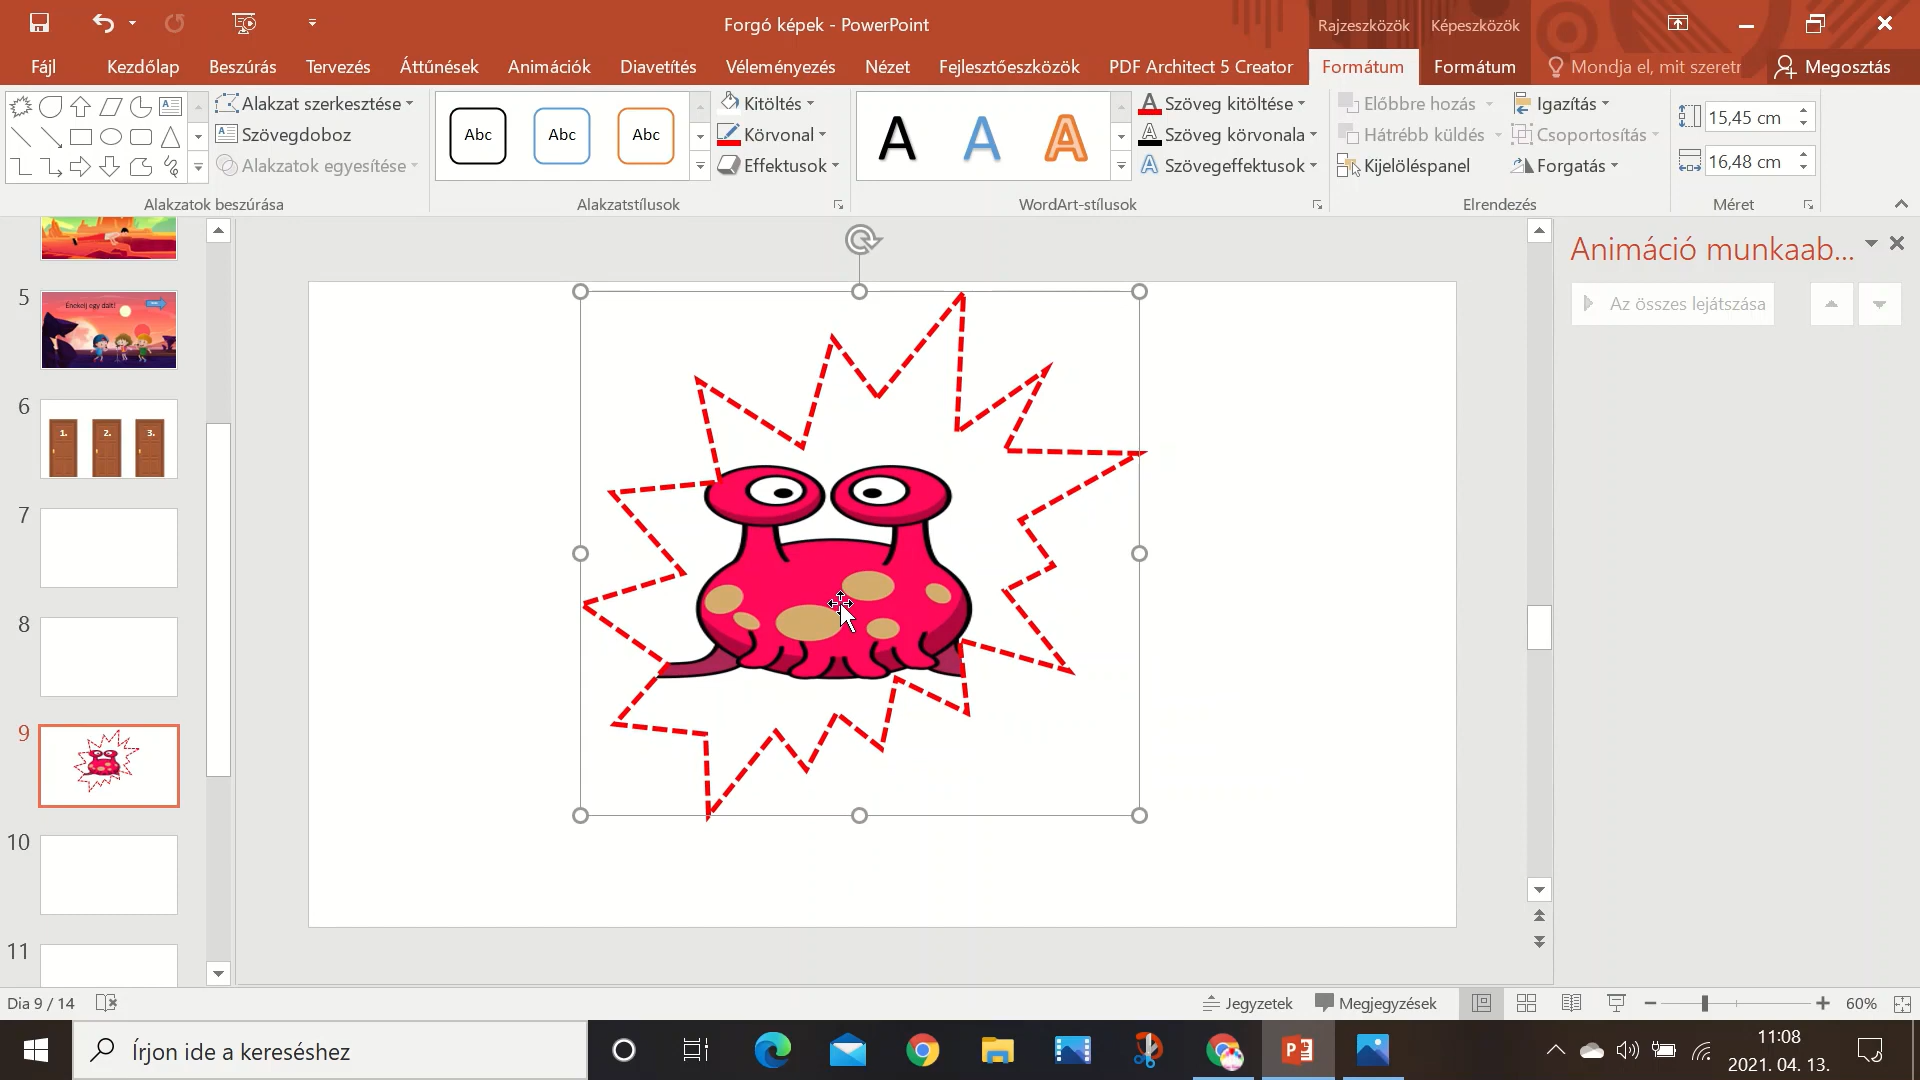 Forgó képek - PowerPoint
Rajzeszközök
Képeszközök
Fájl
Kezdőlap
Beszúrás
Tervezés
Áttűnések
Animációk
Diavetítés
Véleményezés
Nézet
Fejlesztőeszközök
PDF Architect 5 Creator
Formátum
Formátum
Mondja el, mit szeretr
Megosztás
Alakzat szerkesztése
Szövegdoboz
Alakzatok egyesítése
Alakzatok beszúrása
Abc
Abc
Abc
Kitöltés
Körvonal
Effektusok
Alakzatstílusok
A
A
A
Szöveg kitöltése
Szöveg körvonala
Szövegeffektusok
WordArt-stílusok
Előbbre hozás
Hátrébb küldés
Kijelöléspanel
Igazítás
Csoportosítás
Forgatás
Elrendezés
15,45 cm
16,48 cm
Méret
5
Énekelj egy dalt!
6
1.
2.
3.
7
8
9
10
11
Animáció munkaab...
Az összes lejátszása
Dia 9 / 14
Jegyzetek
Megjegyzések
60%
Írjon ide a kereséshez
11:08
2021. 04. 13.